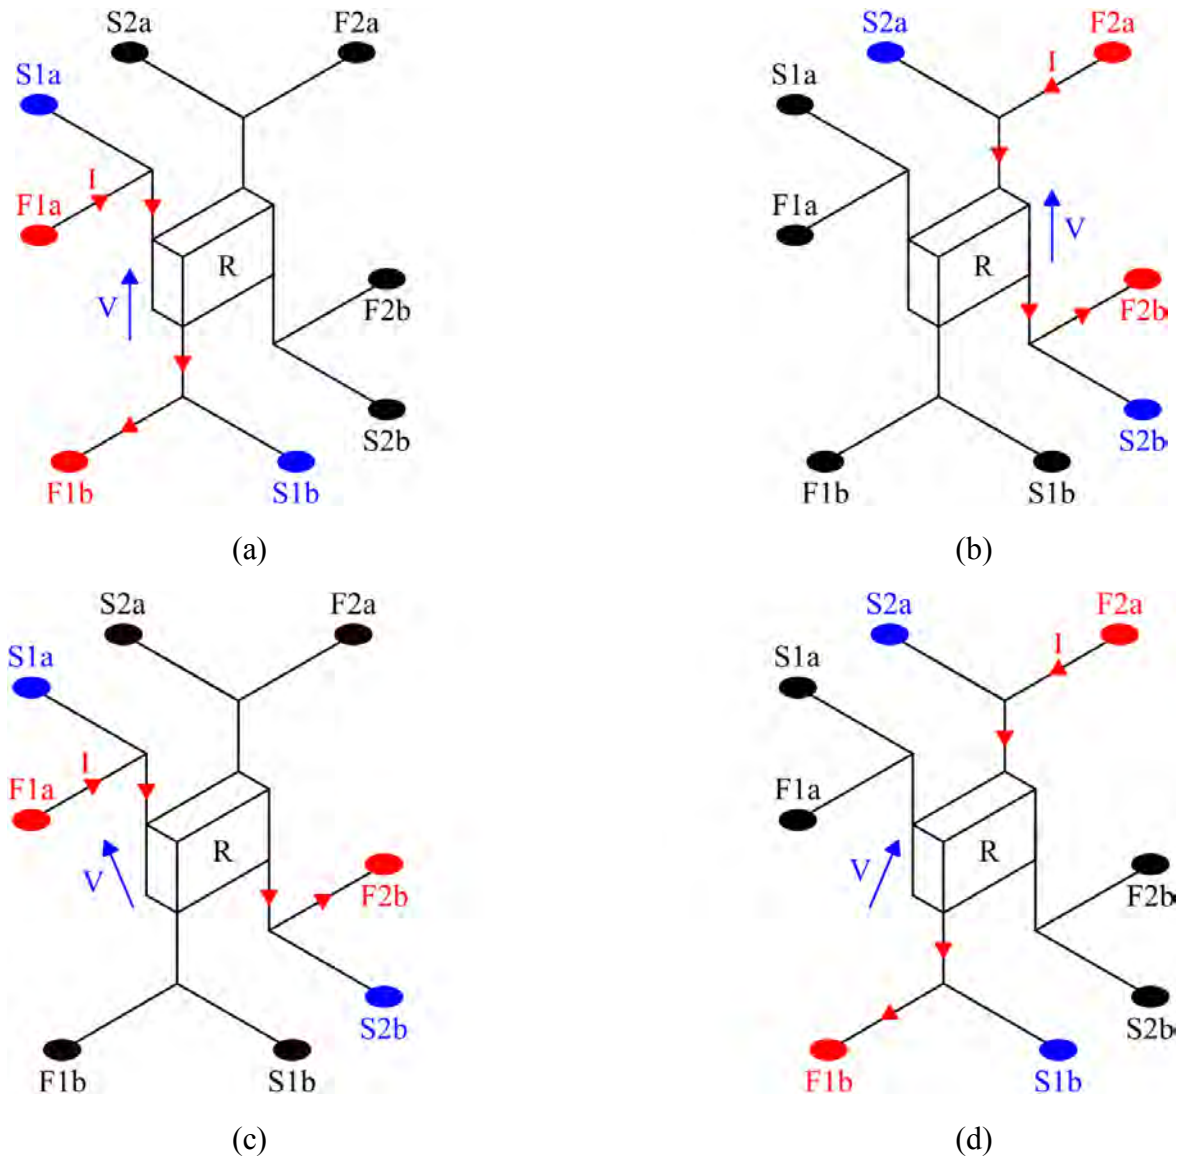 S2a F2a
S1a
I
F1a
R
V
F2b
S2b
F1b S1b
(a)
S2a F2a
I
S1a
F1a
V
R
F2b
S2b
F1b S1b
(b)
S2a F2a
S1a
I
F1a
R
V
F2b
S2b
F1b S1b
(c)
S2a F2a
I
S1a
F1a
R
V
F2b
S2b
F1b S1b
(d)